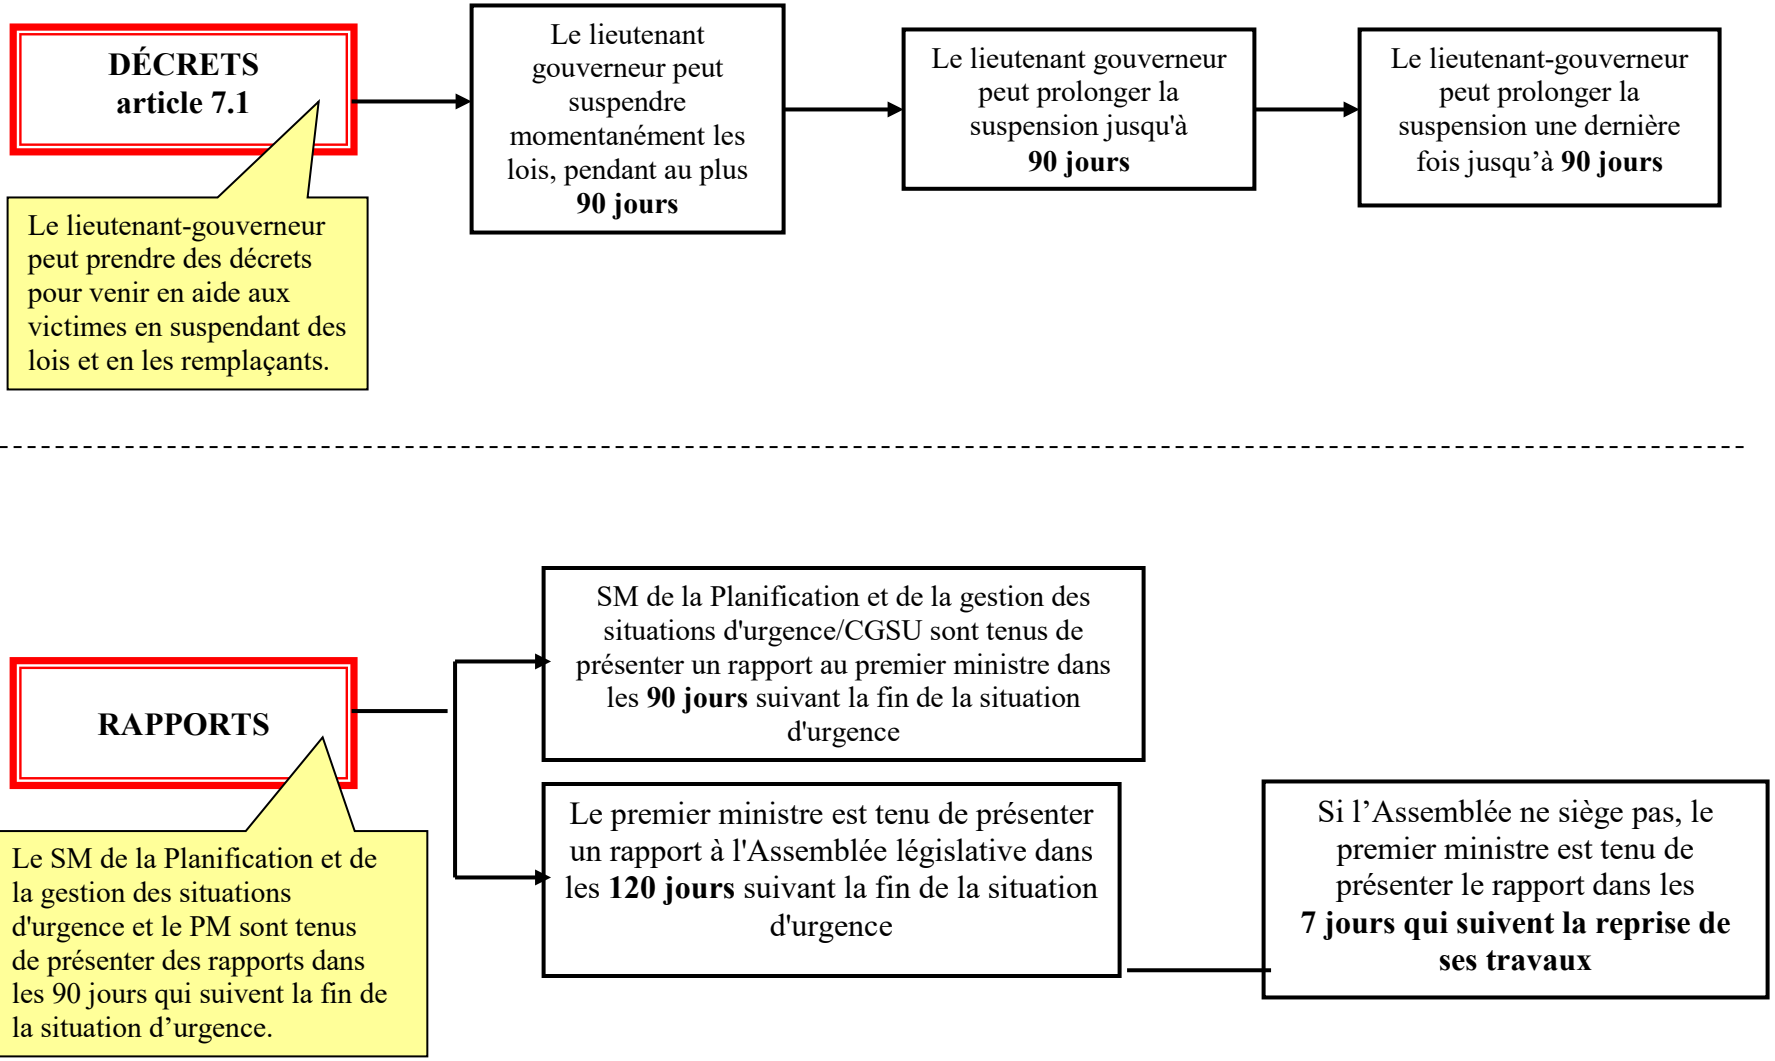 DÉCRETS
article 7.1
Le lieutenant-gouverneur
peut prendre des décrets
pour venir en aide aux
victimes en suspendant des
lois et en les remplaçants.
Le lieutenant
gouverneur peut
suspendre
momentanément les
lois, pendant au plus
90 jours
Le lieutenant gouverneur
peut prolonger la
suspension jusqu'à
90 jours
Le lieutenant-gouverneur
peut prolonger la
suspension une dernière
fois jusqu’à 90 jours
RAPPORTS
Le SM de la Planification et de
la gestion des situations
d'urgence et le PM sont tenus
de présenter des rapports dans
les 90 jours qui suivent la fin de
la situation d’urgence.
SM de la Planification et de la gestion des
situations d'urgence/CGSU sont tenus de
présenter un rapport au premier ministre dans
les 90 jours suivant la fin de la situation
d'urgence
Le premier ministre est tenu de présenter
un rapport à l'Assemblée législative dans
les 120 jours suivant la fin de la situation
d'urgence
Si l’Assemblée ne siège pas, le
premier ministre est tenu de
présenter le rapport dans les
7 jours qui suivent la reprise de
ses travaux